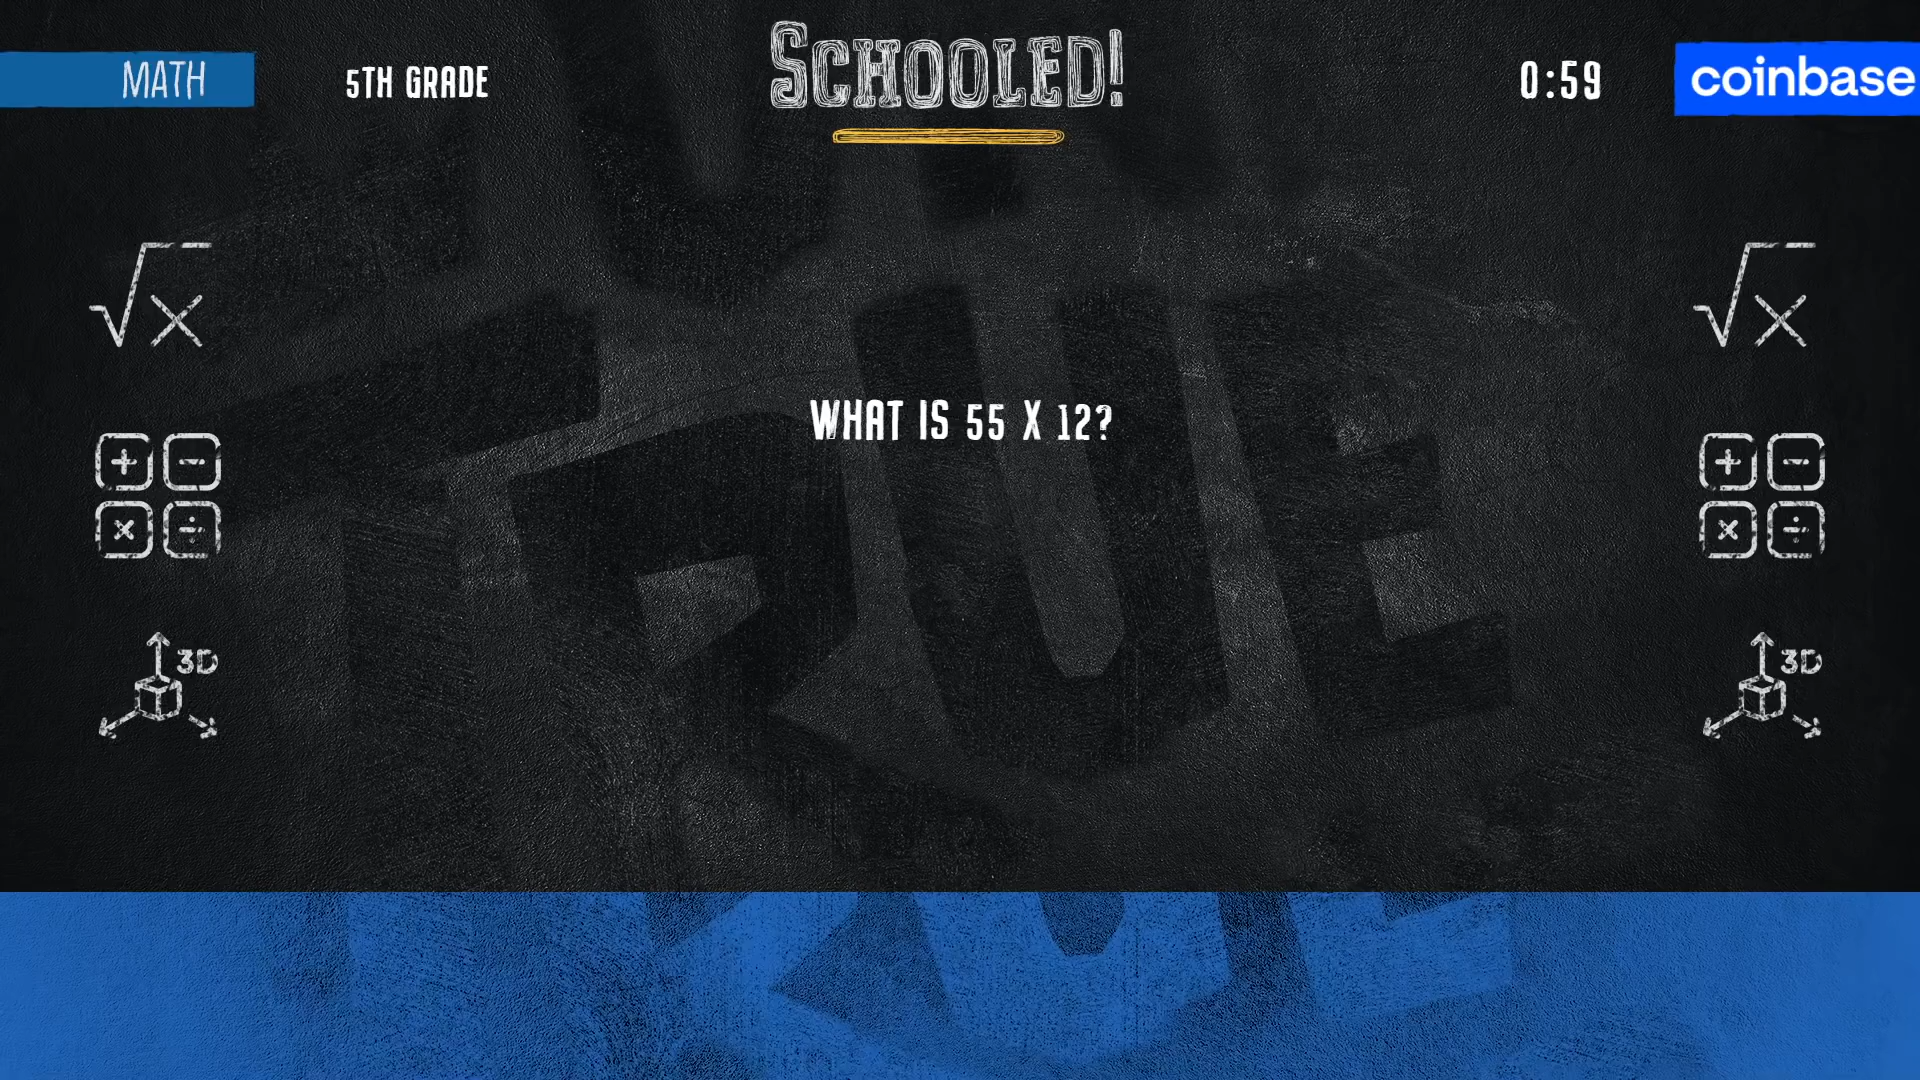 MATH
5TH GRADE
SCHOOLED!
0:59
coinbase
WHAT IS 55 X 12?
3D
3D
TRUE